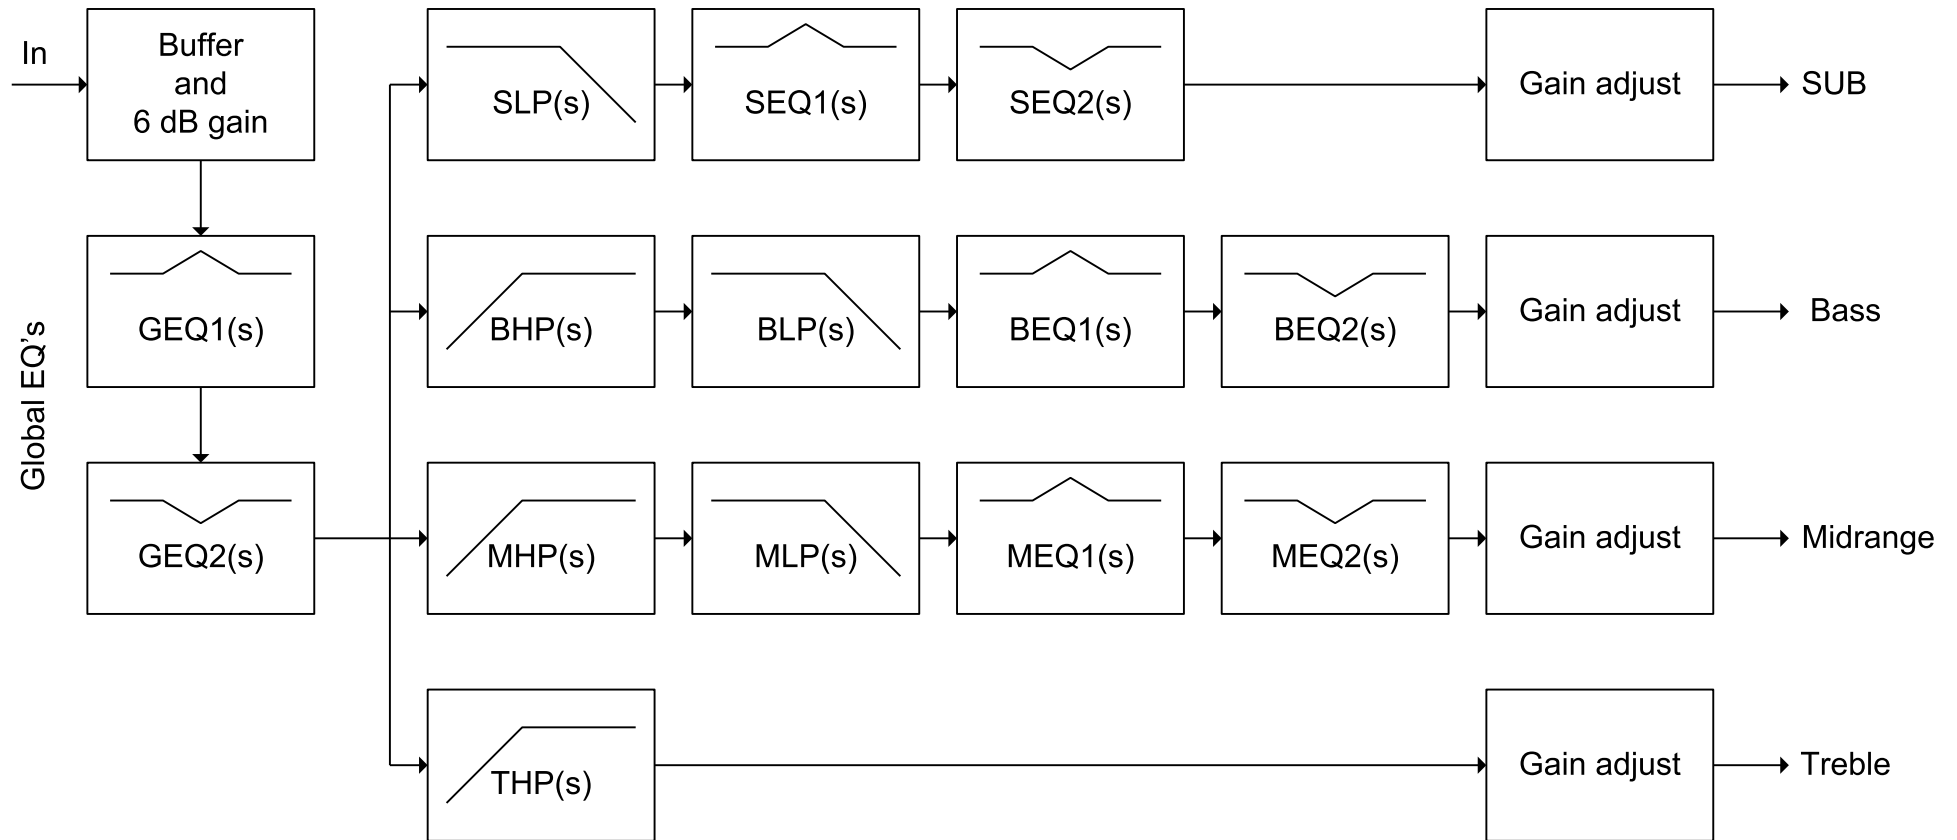 In
Buffer
and
6 dB gain
SLP(s)
SEQ1(s)
SEQ2(s)
Gain adjust
SUB
Global EQ's
GEQ1(s)
BHP(s)
BLP(s)
BEQ1(s)
BEQ2(s)
Gain adjust
Bass
GEQ2(s)
MHP(s)
MLP(s)
MEQ1(s)
MEQ2(s)
Gain adjust
Midrange
THP(s)
Gain adjust
Treble